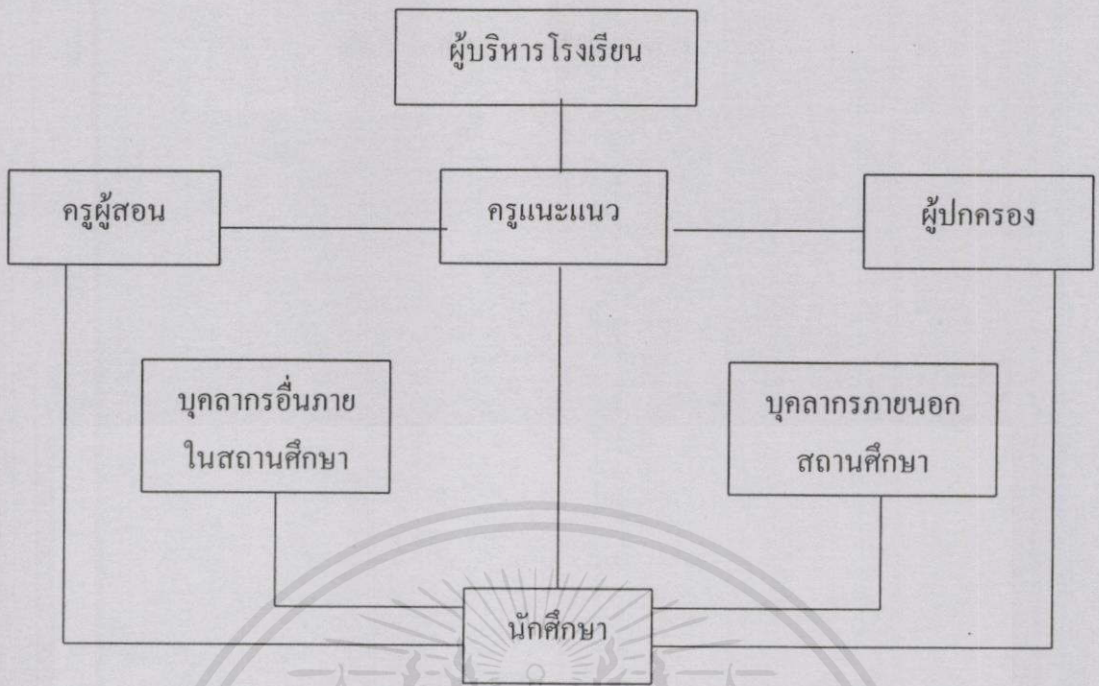 ผู้บริหารโรงเรียน
ครูผู้สอน
ครูแนะแนว
ผู้ปกครอง
บุคลากรอื่นภาย
ในสถานศึกษา
บุคลากรภายนอก
สถานศึกษา
นักศึกษา